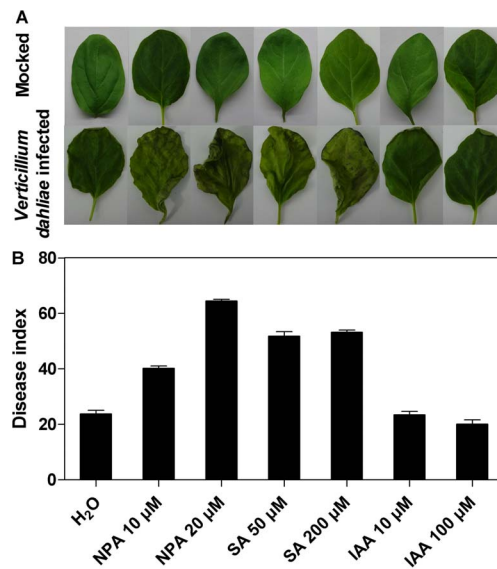 A
Mocked
Verticillium
dahliae infected
B
Disease index
80
60
40
20
0
H₂O
NPA 10 µM
NPA 20 µM
SA 50 µM
SA 200 µM
IAA 10 µM
IAA 100 µM